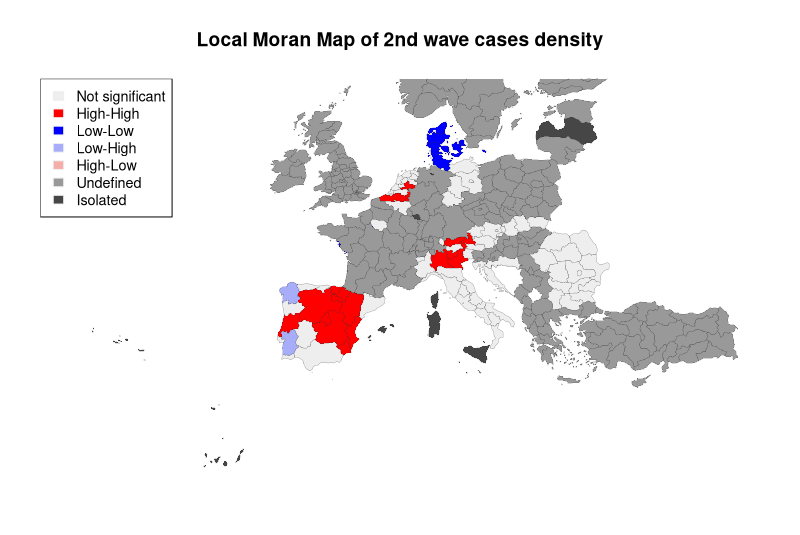 Local Moran Map of 2nd wave cases density
Not significant
High-High
Low-Low
Low-High
High-Low
Undefined
Isolated